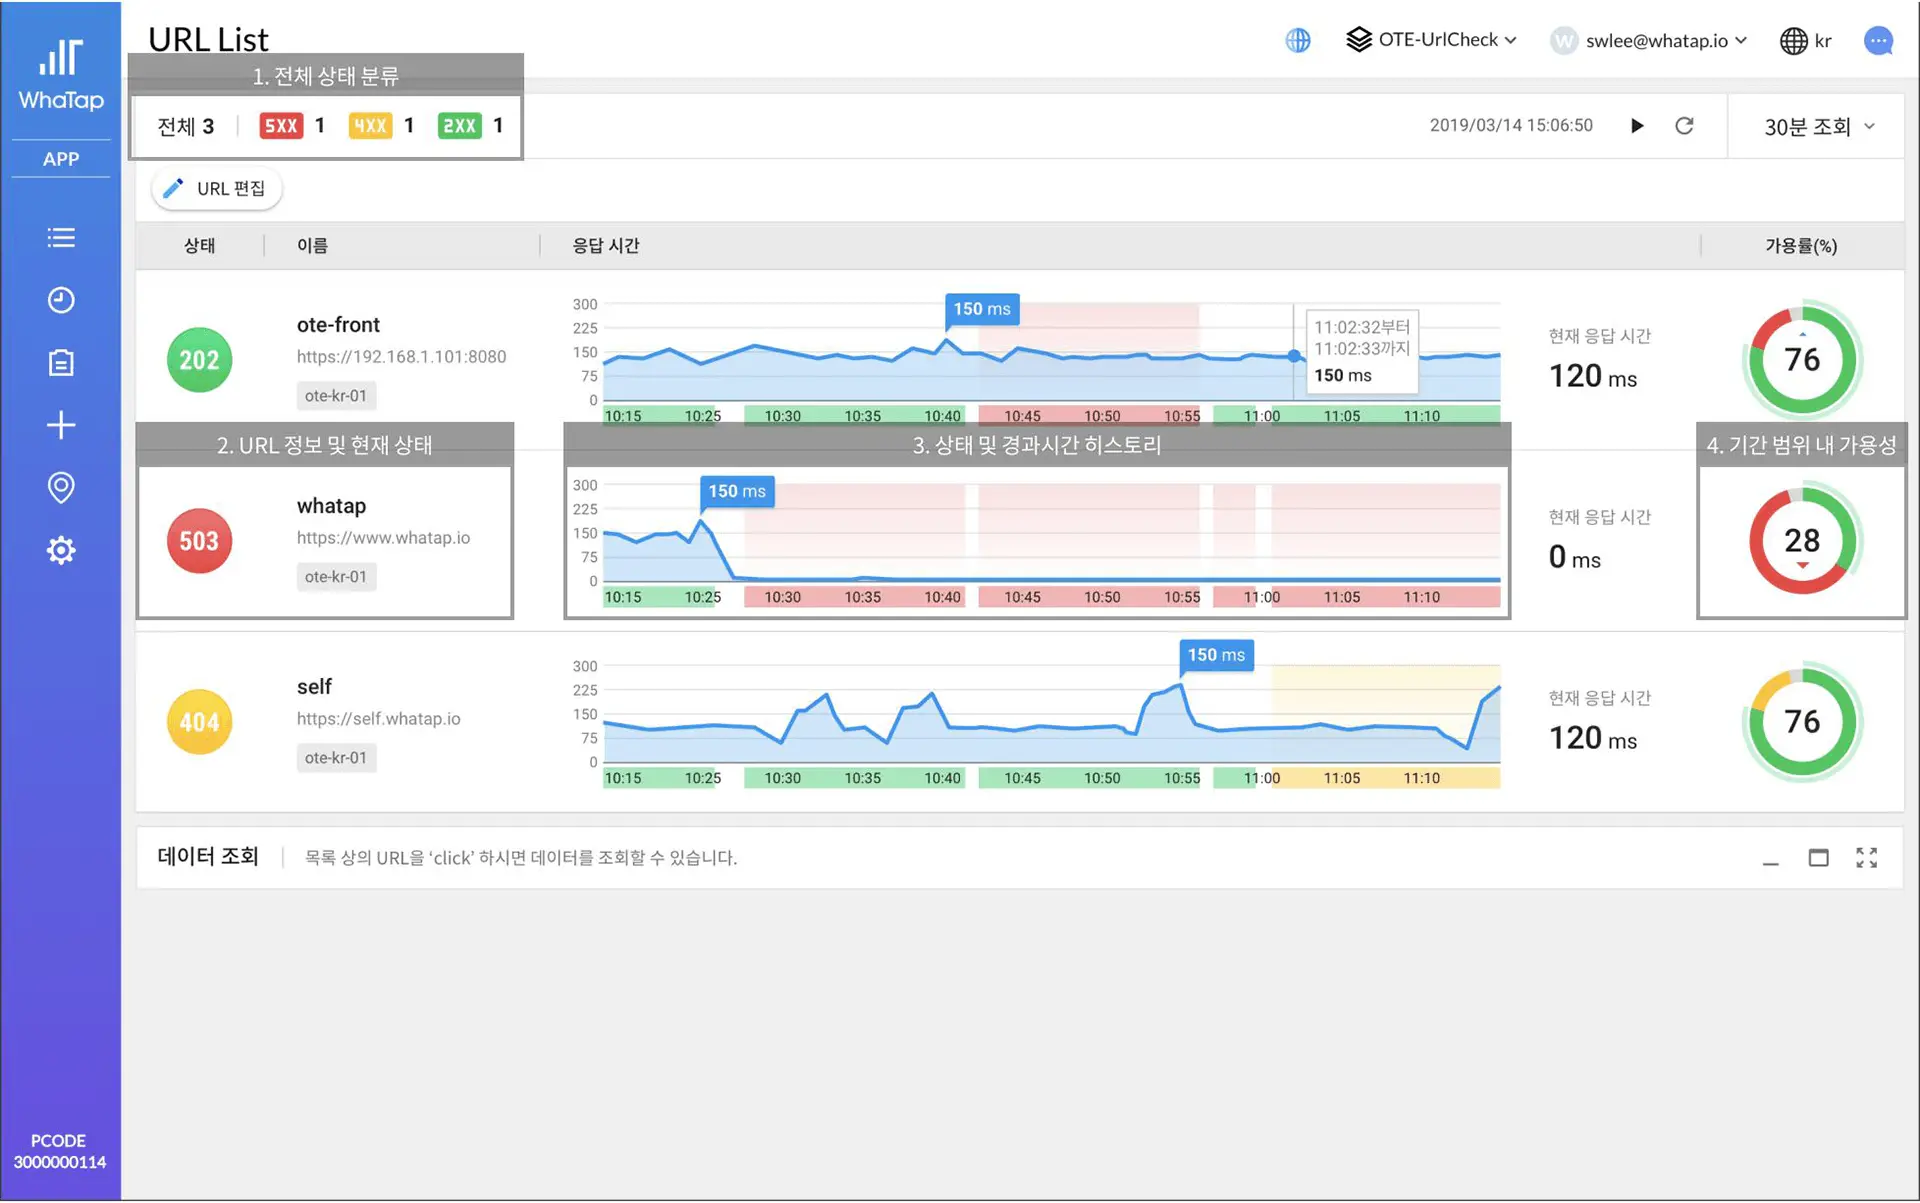 WhaTap
APP
PCODE
3000000114
URL List
OTE-UrlCheck
W
swlee@whatap.io
kr
1. 전체 상태 분류
전체 3
5XX 1
4XX 1
2XX 1
2019/03/14 15:06:50
30분 조회
URL 편집
상태
이름
응답 시간
가용률(%)
202
ote-front
https://192.168.1.101:8080
ote-kr-01
300
225
150
75
0
150 ms
11:02:32부터
11:02:33까지
150 ms
10:15 10:25 10:30 10:35 10:40 10:45 10:50 10:55 11:00 11:05 11:10
현재 응답 시간
120 ms
76
2. URL 정보 및 현재 상태
3. 상태 및 경과시간 히스토리
4. 기간 범위 내 가용성
503
whatap
https://www.whatap.io
ote-kr-01
300
225
150
75
0
150 ms
10:15 10:25 10:30 10:35 10:40 10:45 10:50 10:55 11:00 11:05 11:10
현재 응답 시간
0 ms
28
404
self
https://self.whatap.io
ote-kr-01
300
225
150
75
0
150 ms
10:15 10:25 10:30 10:35 10:40 10:45 10:50 10:55 11:00 11:05 11:10
현재 응답 시간
120 ms
76
데이터 조회
목록 상의 URL을 ‘click’ 하시면 데이터를 조회할 수 있습니다.